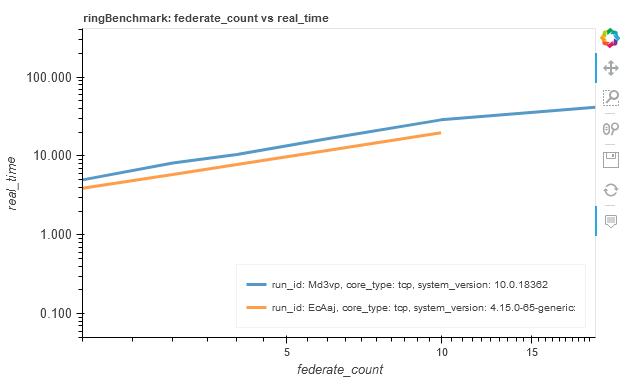 ringBenchmark: federate_count vs real_time
100.000
10.000
1.000
0.100
real_time
run_id: Md3vp, core_type: tcp, system_version: 10.0.18362
run_id: EcAaj, core_type: tcp, system_version: 4.15.0-65-generic:
5
10
15
federate_count